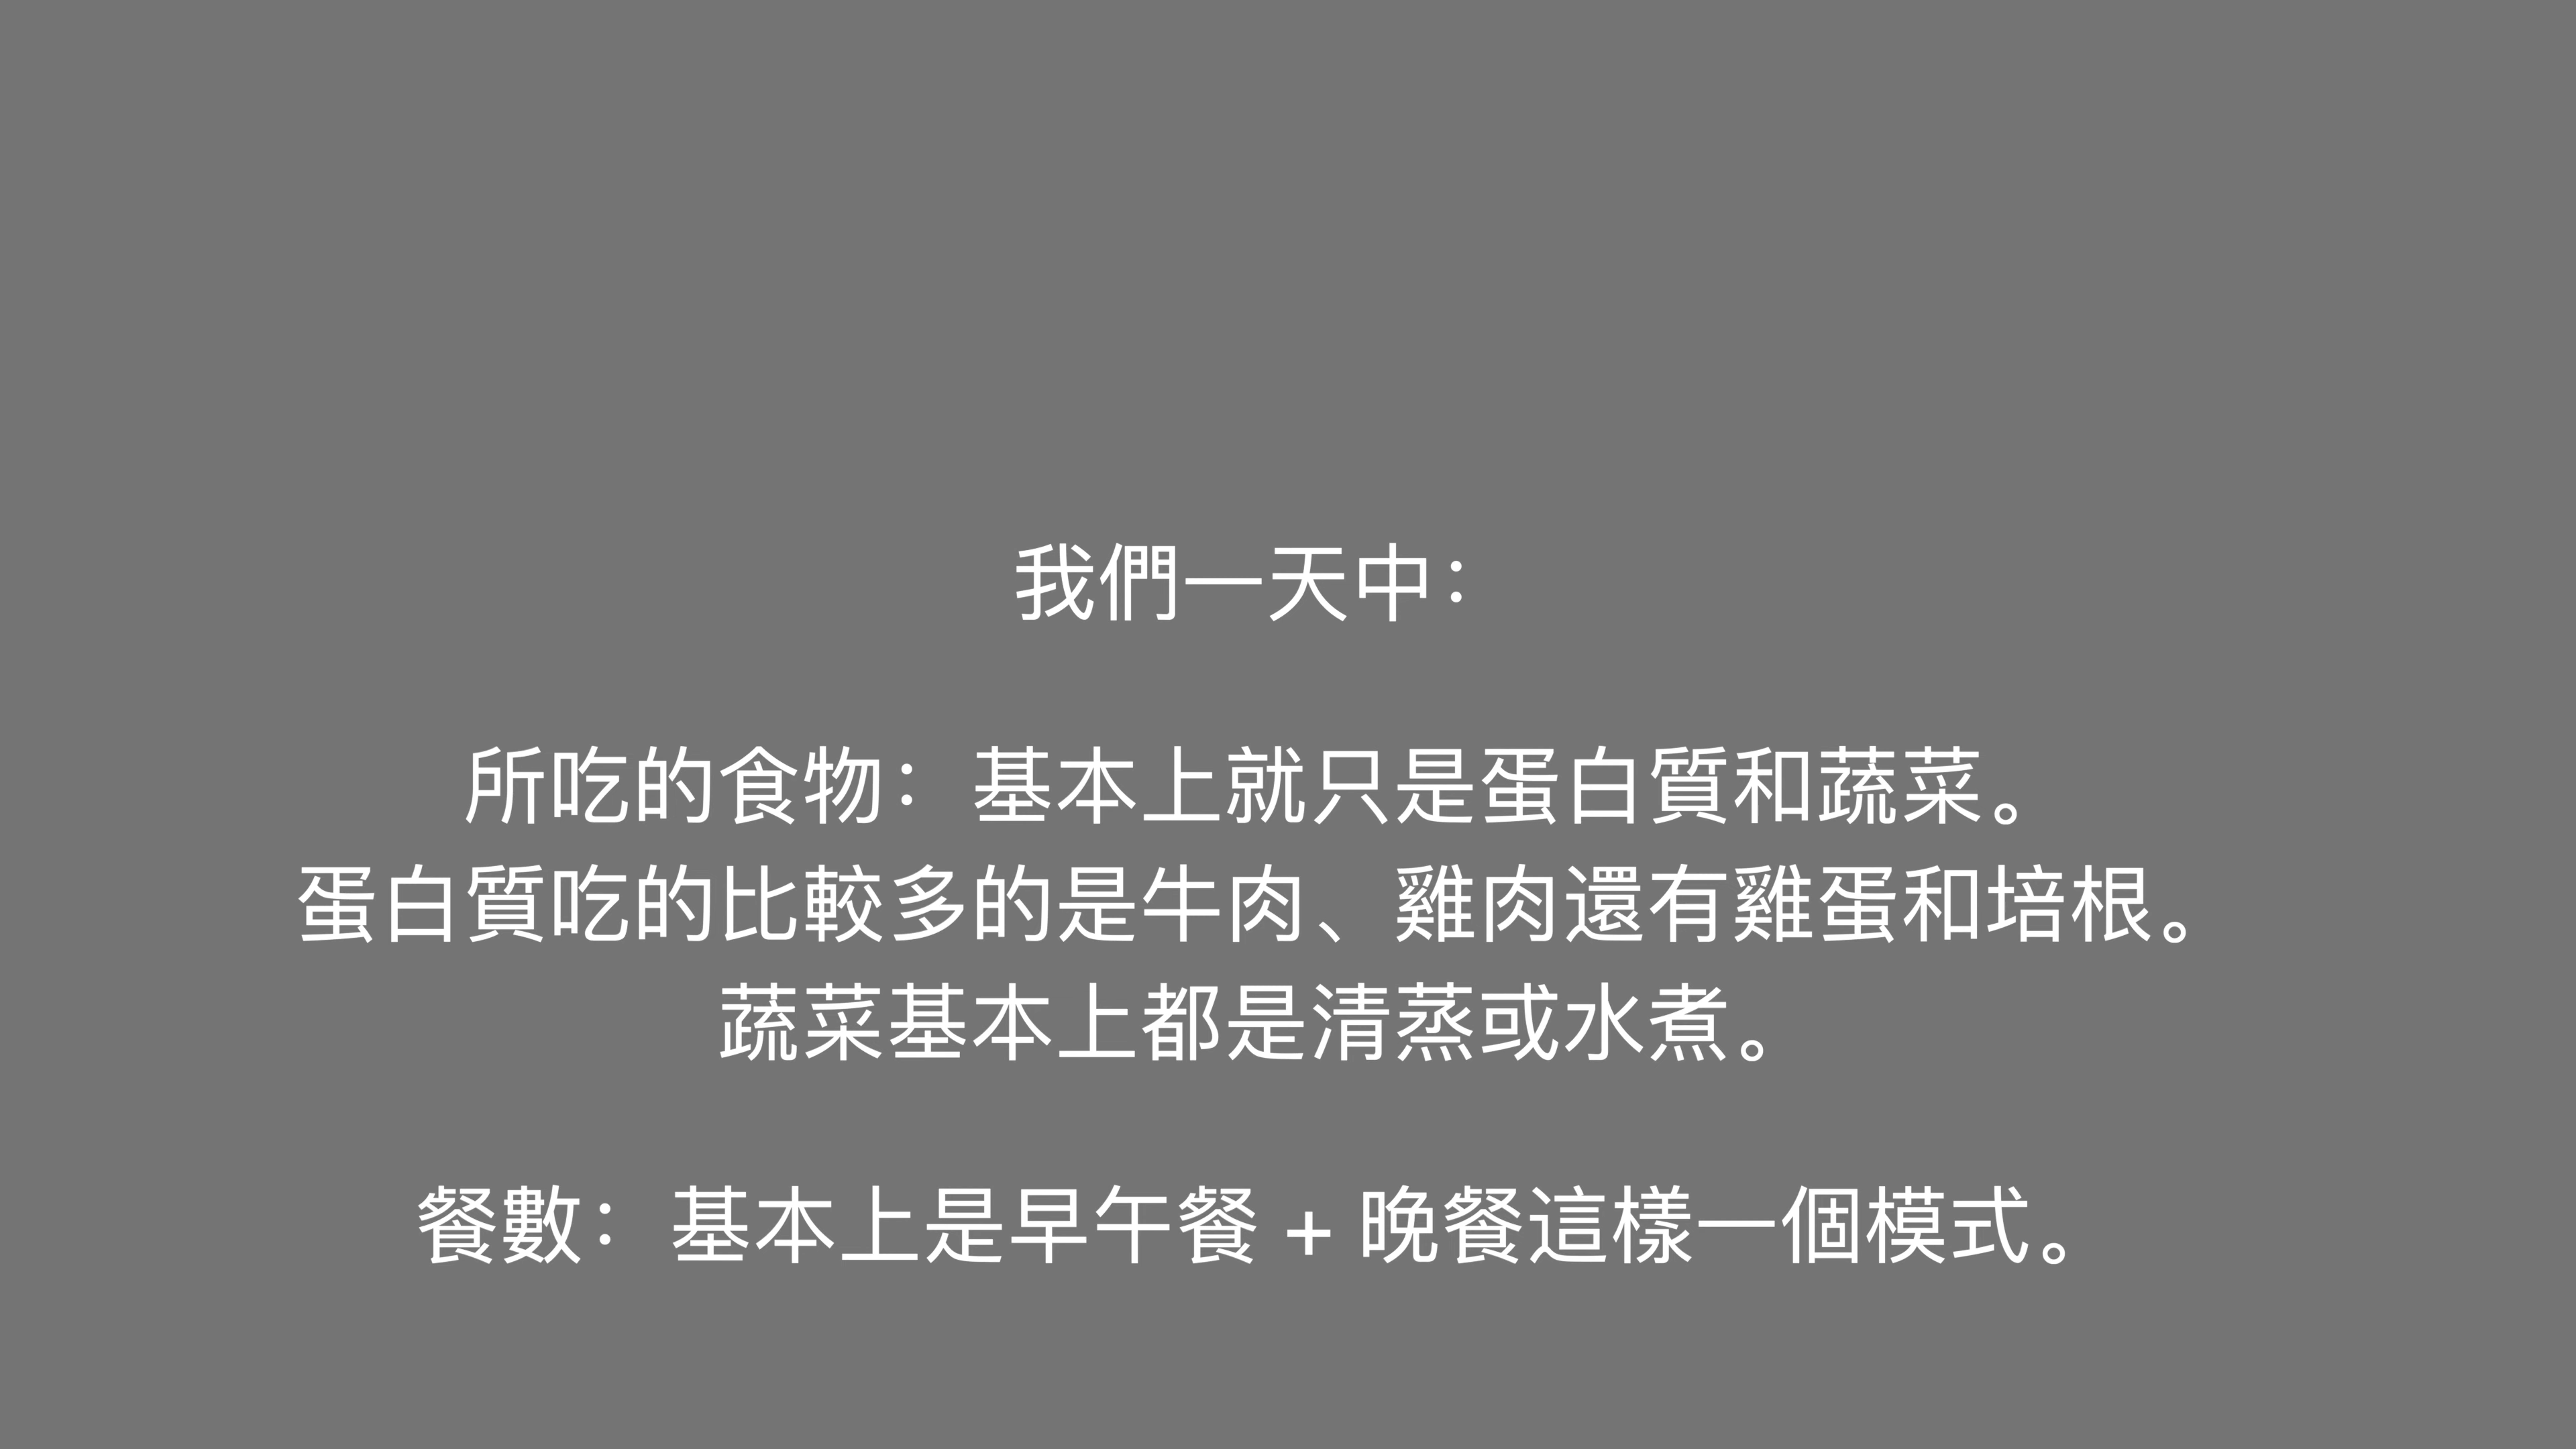 我們一天中：
所吃的食物：基本上就只是蛋白質和蔬菜。
蛋白質吃的比較多的是牛肉、雞肉還有雞蛋和培根。
蔬菜基本上都是清蒸或水煮。
餐數：基本上是早午餐 + 晚餐這樣一個模式。